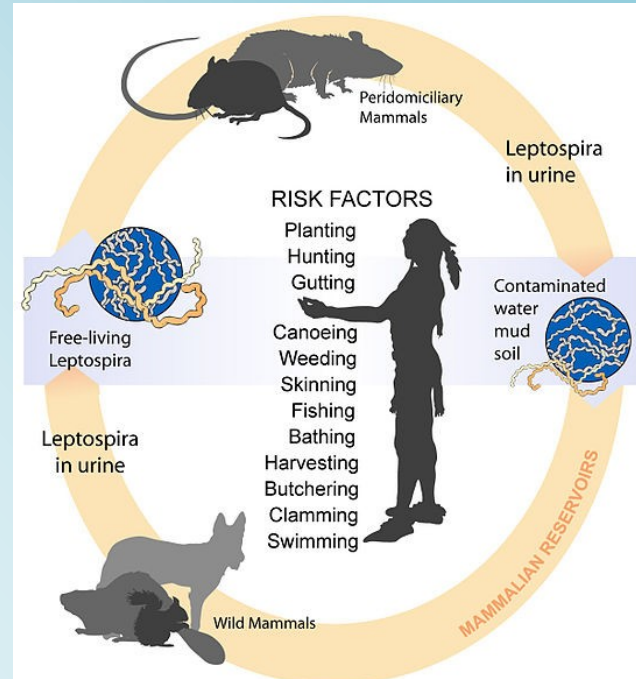 Peridomiciliary
Mammals
Leptospira
in urine
RISK FACTORS
Planting
Hunting
Gutting
Canoeing
Weeding
Skinning
Fishing
Bathing
Harvesting
Butchering
Clamming
Swimming
Contaminated
water
mud
soil
Free-living
Leptospira
Leptospira
in urine
Wild Mammals
MAMMALIAN RESERVOIRS